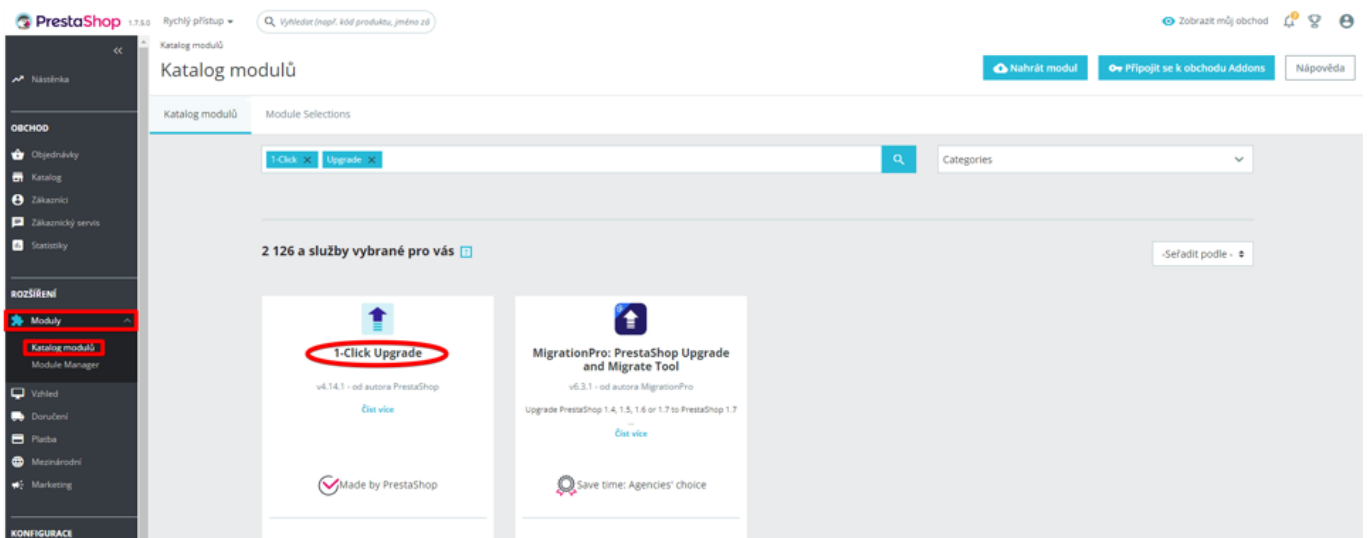 PrestaShop 1.7.5.0 Rychlý přístup Vyhledat (např. kód produktu, jméno zá Zobrazit můj obchod
Katalog modulů
Katalog modulů
Nahrát modul Připojit se k obchodu Addons Nápověda
Katalog modulů Module Selections
Nástěnka
OBCHOD
Objednávky
Katalog
Zákazníci
Zákaznický servis
Statistiky
ROZŠÍŘENÍ
Moduly
Katalog modulů
Module Manager
Vzhled
Doručení
Platba
Mezinárodní
Marketing
KONFIGURACE
1-Click Upgrade
Categories
2 126 a služby vybrané pro vás
-Seřadit podle -
1-Click Upgrade
v4.14.1 - od autora PrestaShop
Číst více
Made by PrestaShop
MigrationPro: PrestaShop Upgrade
and Migrate Tool
v6.3.1 - od autora MigrationPro
Upgrade PrestaShop 1.4, 1.5, 1.6 or 1.7 to PrestaShop 1.7
...
Číst více
Save time: Agencies' choice